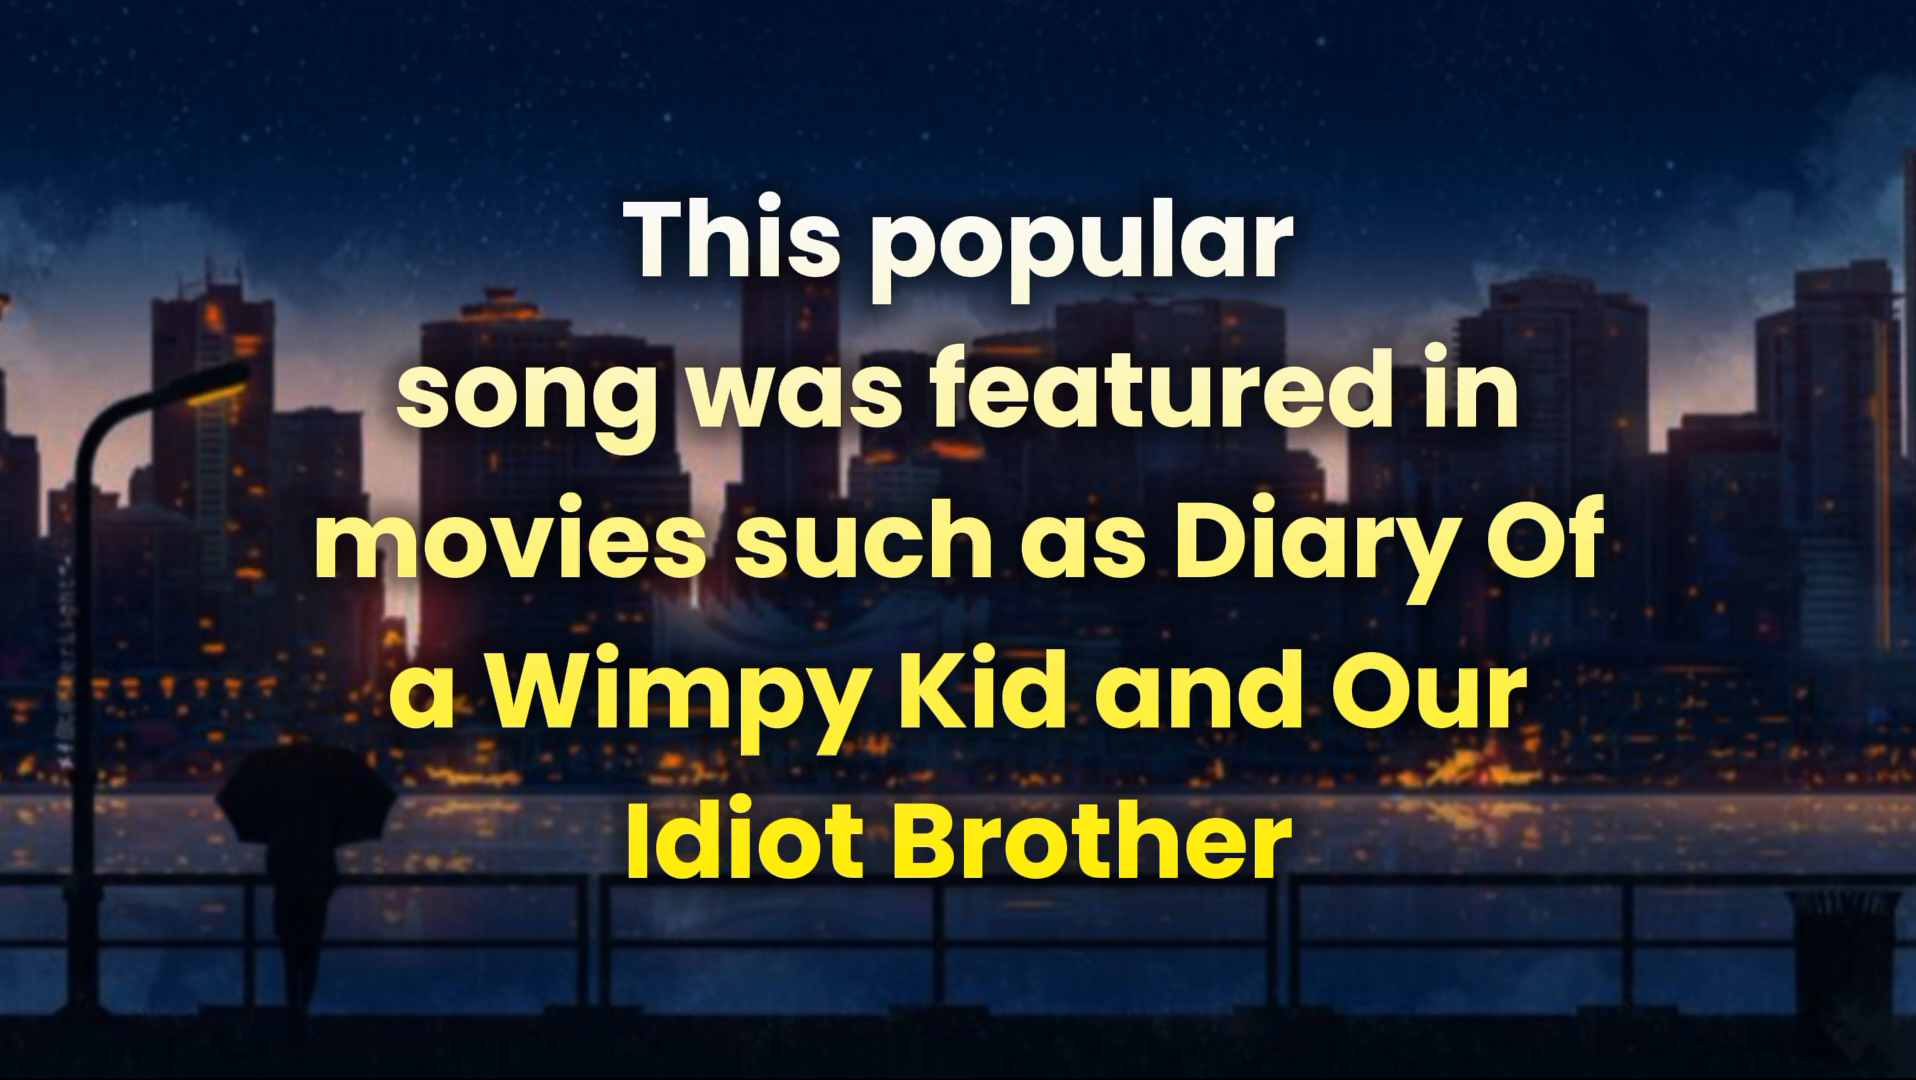 This popular
song was featured in
movies such as Diary Of
a Wimpy Kid and Our
Idiot Brother